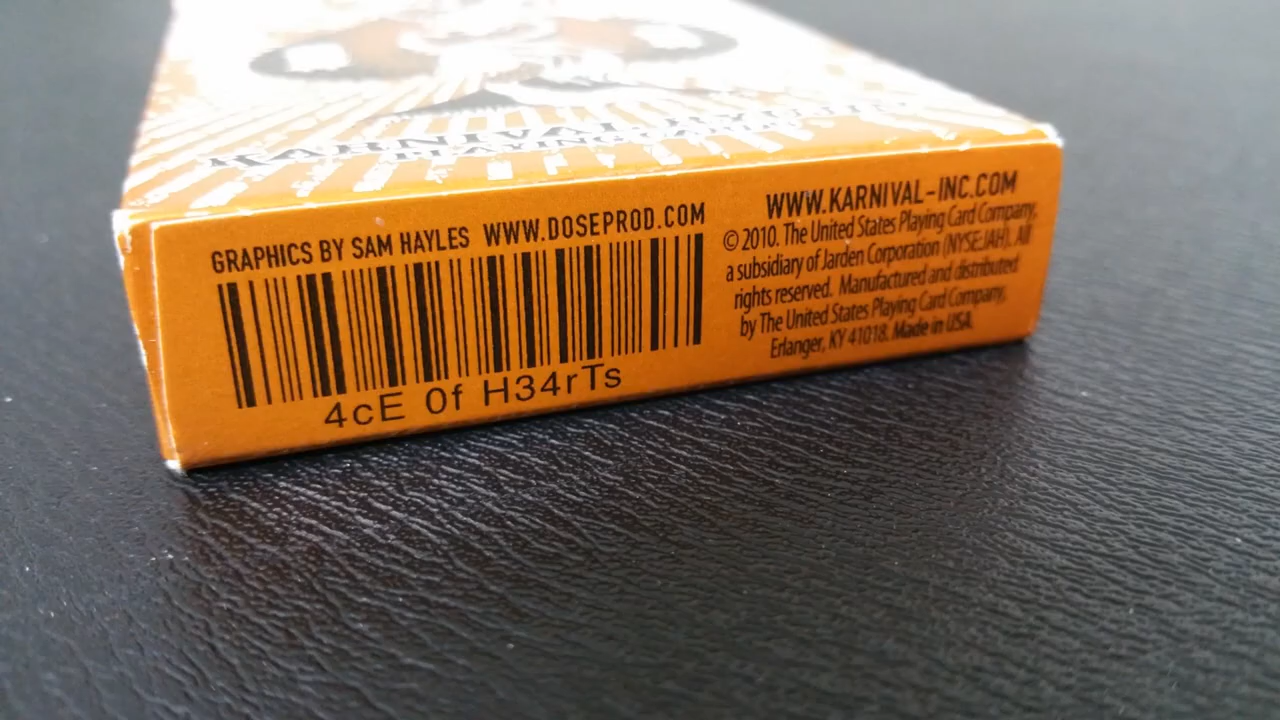 KARNIVAL
PLAYING
GRAPHICS BY SAM HAYLES WWW.DOSEPROD.COM
4cE 0f H34rTs
WWW.KARNIVAL-INC.COM
© 2010. The United States Playing Card Company,
a subsidiary of Jarden Corporation (NYSE:JAH). All
rights reserved. Manufactured and distributed
by The United States Playing Card Company,
Erlanger, KY 41018. Made in USA.